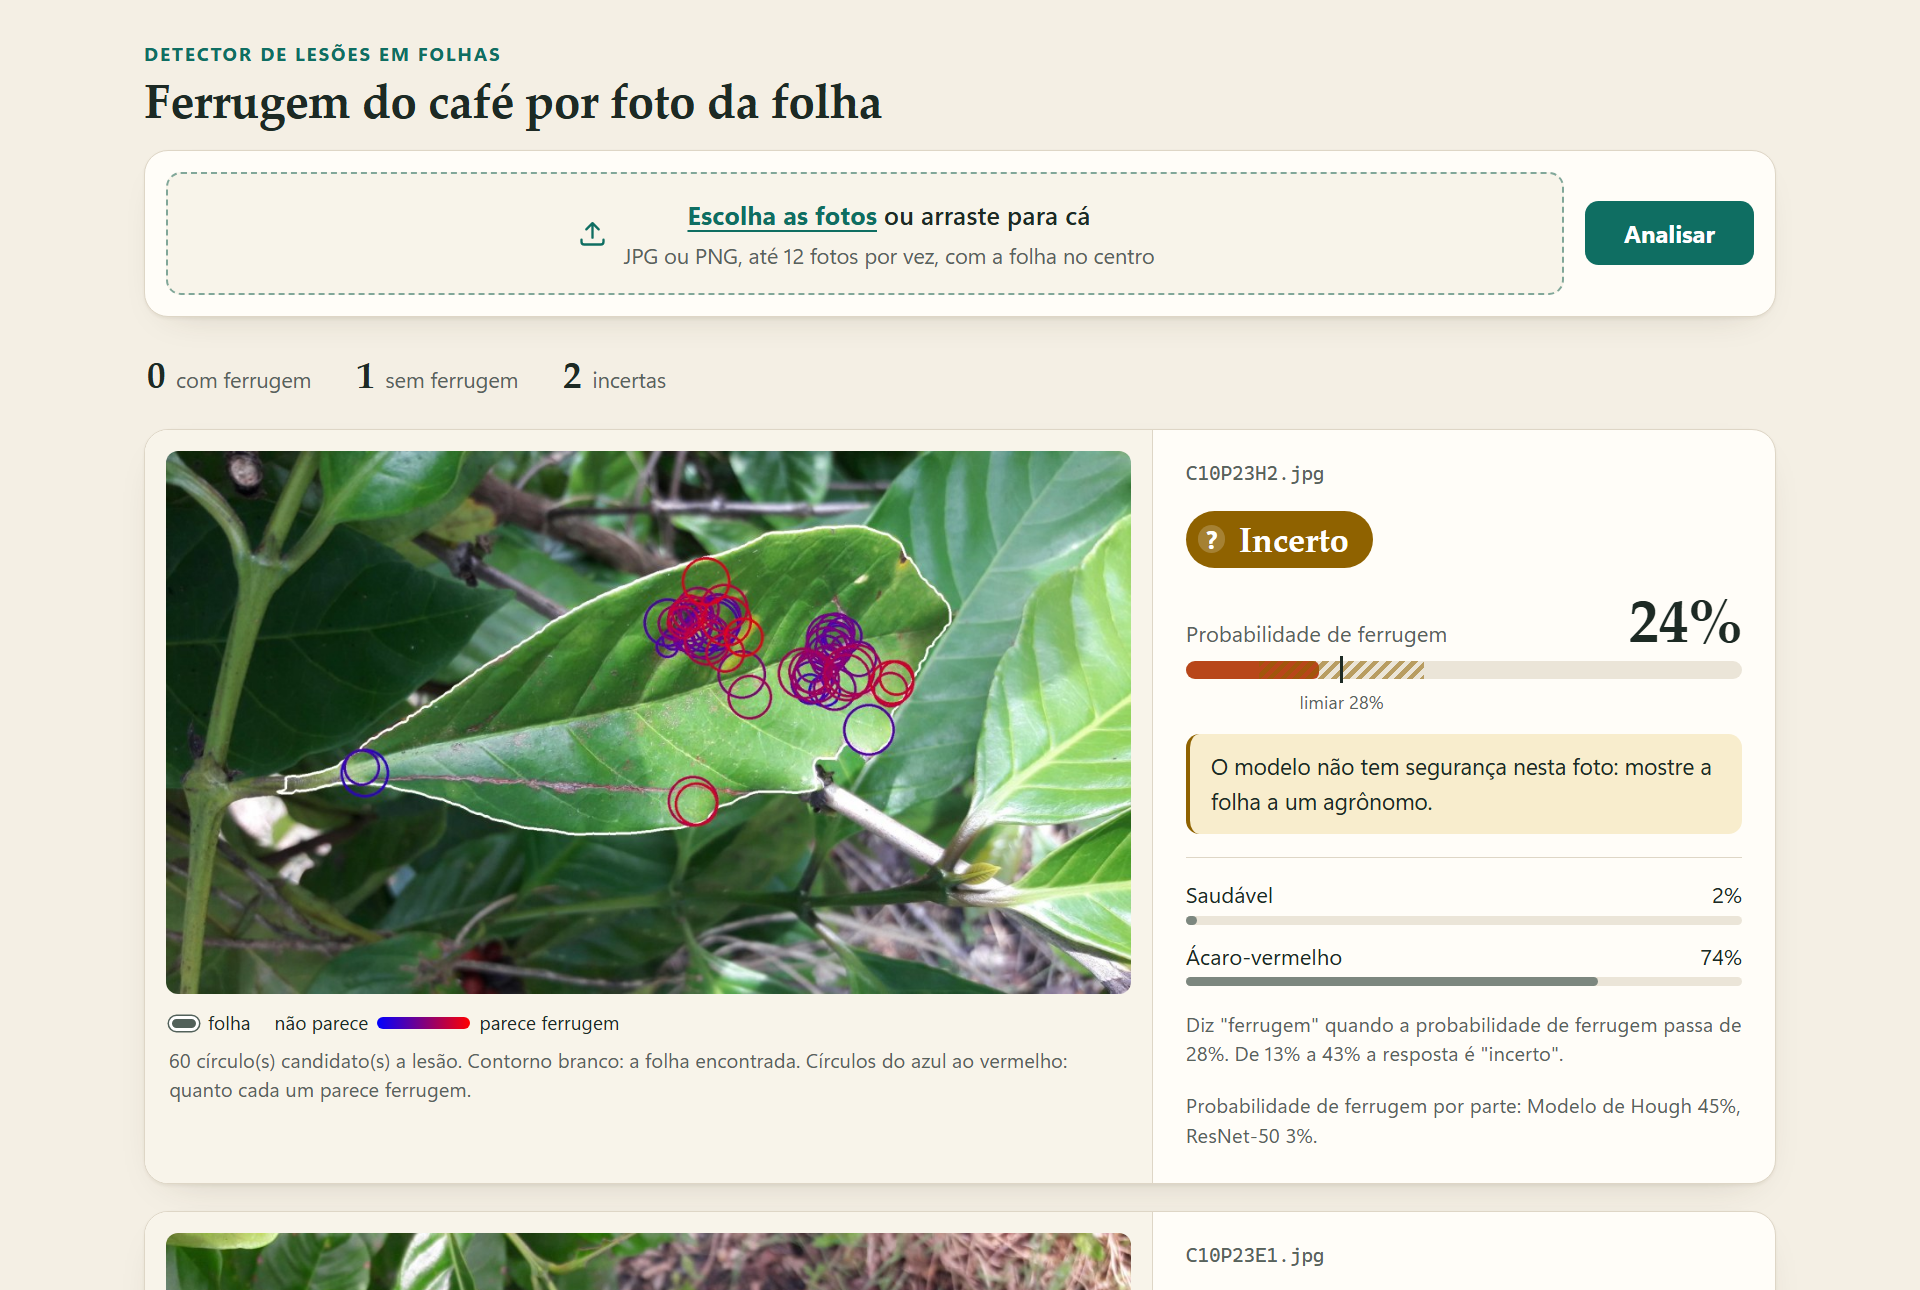 DETECTOR DE LESÕES EM FOLHAS
Ferrugem do café por foto da folha
Escolha as fotos ou arraste para cá
JPG ou PNG, até 12 fotos por vez, com a folha no centro
Analisar
0 com ferrugem 1 sem ferrugem 2 incertas
C10P23H2.jpg
? Incerto
Probabilidade de ferrugem 24%
limiar 28%
O modelo não tem segurança nesta foto: mostre a
folha a um agrônomo.
Saudável 2%
Ácaro-vermelho 74%
Diz "ferrugem" quando a probabilidade de ferrugem passa de
28%. De 13% a 43% a resposta é "incerto".
Probabilidade de ferrugem por parte: Modelo de Hough 45%,
ResNet-50 3%.
folha não parece parece ferrugem
60 círculo(s) candidato(s) a lesão. Contorno branco: a folha encontrada. Círculos do azul ao vermelho:
quanto cada um parece ferrugem.
C10P23E1.jpg